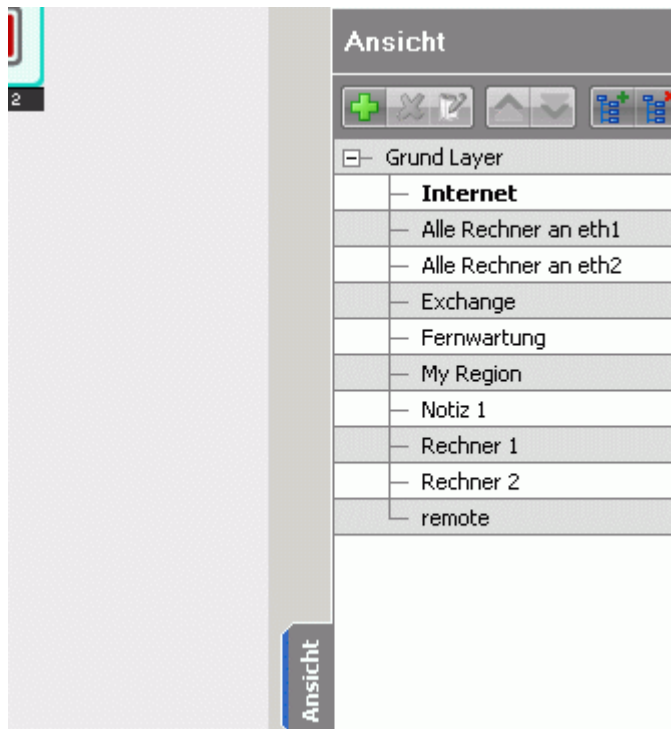 2
Ansicht
Grund Layer
Internet
Alle Rechner an eth1
Alle Rechner an eth2
Exchange
Fernwartung
My Region
Notiz 1
Rechner 1
Rechner 2
remote
Ansicht